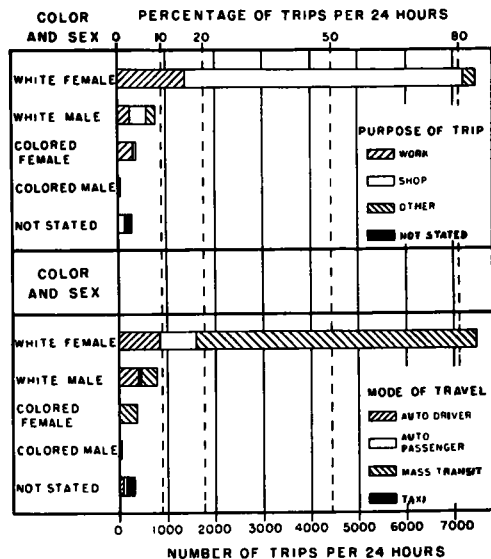 COLOR AND SEX
PERCENTAGE OF TRIPS PER 24 HOURS
0 10 20 50 80
WHITE FEMALE
WHITE MALE
COLORED FEMALE
COLORED MALE
NOT STATED
PURPOSE OF TRIP
WORK
SHOP
OTHER
NOT STATED
COLOR AND SEX
WHITE FEMALE
WHITE MALE
COLORED FEMALE
COLORED MALE
NOT STATED
MODE OF TRAVEL
AUTO DRIVER
AUTO PASSENGER
MASS TRANSIT
TAXI
0 1000 2000 3000 4000 5000 6000 7000
NUMBER OF TRIPS PER 24 HOURS